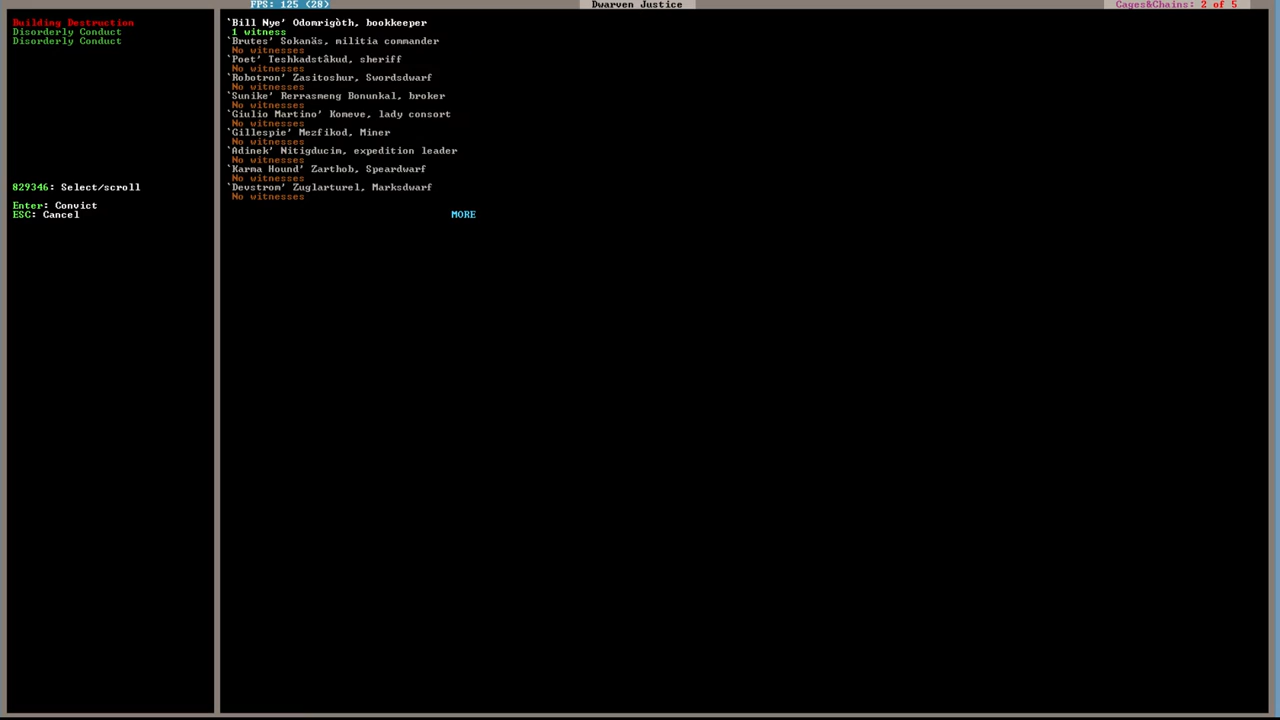 FPS: 125 (28)
Dwarven Justice
Cages&Chains: 2 of 5
Building Destruction
Disorderly Conduct
Disorderly Conduct
829346: Select/scroll
Enter: Convict
ESC: Cancel
`Bill Nye' Odomrigòth, bookkeeper
1 witness
`Brutes' Sokanäs, militia commander
No witnesses
`Poet' Teshkadstâkud, sheriff
No witnesses
`Robotron' Zasitoshur, Swordsdwarf
No witnesses
`Sunike' Rerrasmeng Bonunkal, broker
No witnesses
`Giulio Martino' Komeve, lady consort
No witnesses
`Gillespie' Mezfikod, Miner
No witnesses
`Adinek' Nitigducim, expedition leader
No witnesses
`Karma Hound' Zarthob, Speardwarf
No witnesses
`Devstrom' Zuglarturel, Marksdwarf
No witnesses
MORE